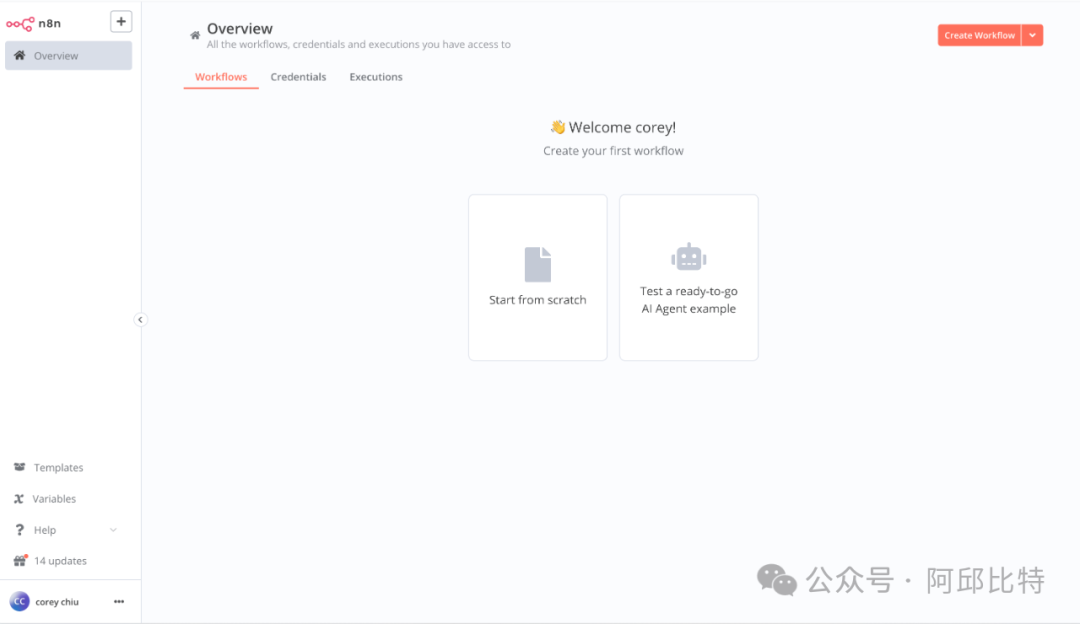 n8n
+
Overview
Overview
All the workflows, credentials and executions you have access to
Create Workflow
Workflows
Credentials
Executions
👋 Welcome corey!
Create your first workflow
Start from scratch
Test a ready-to-go
AI Agent example
Templates
Variables
Help
14 updates
CC
corey chiu
公众号 · 阿邱比特